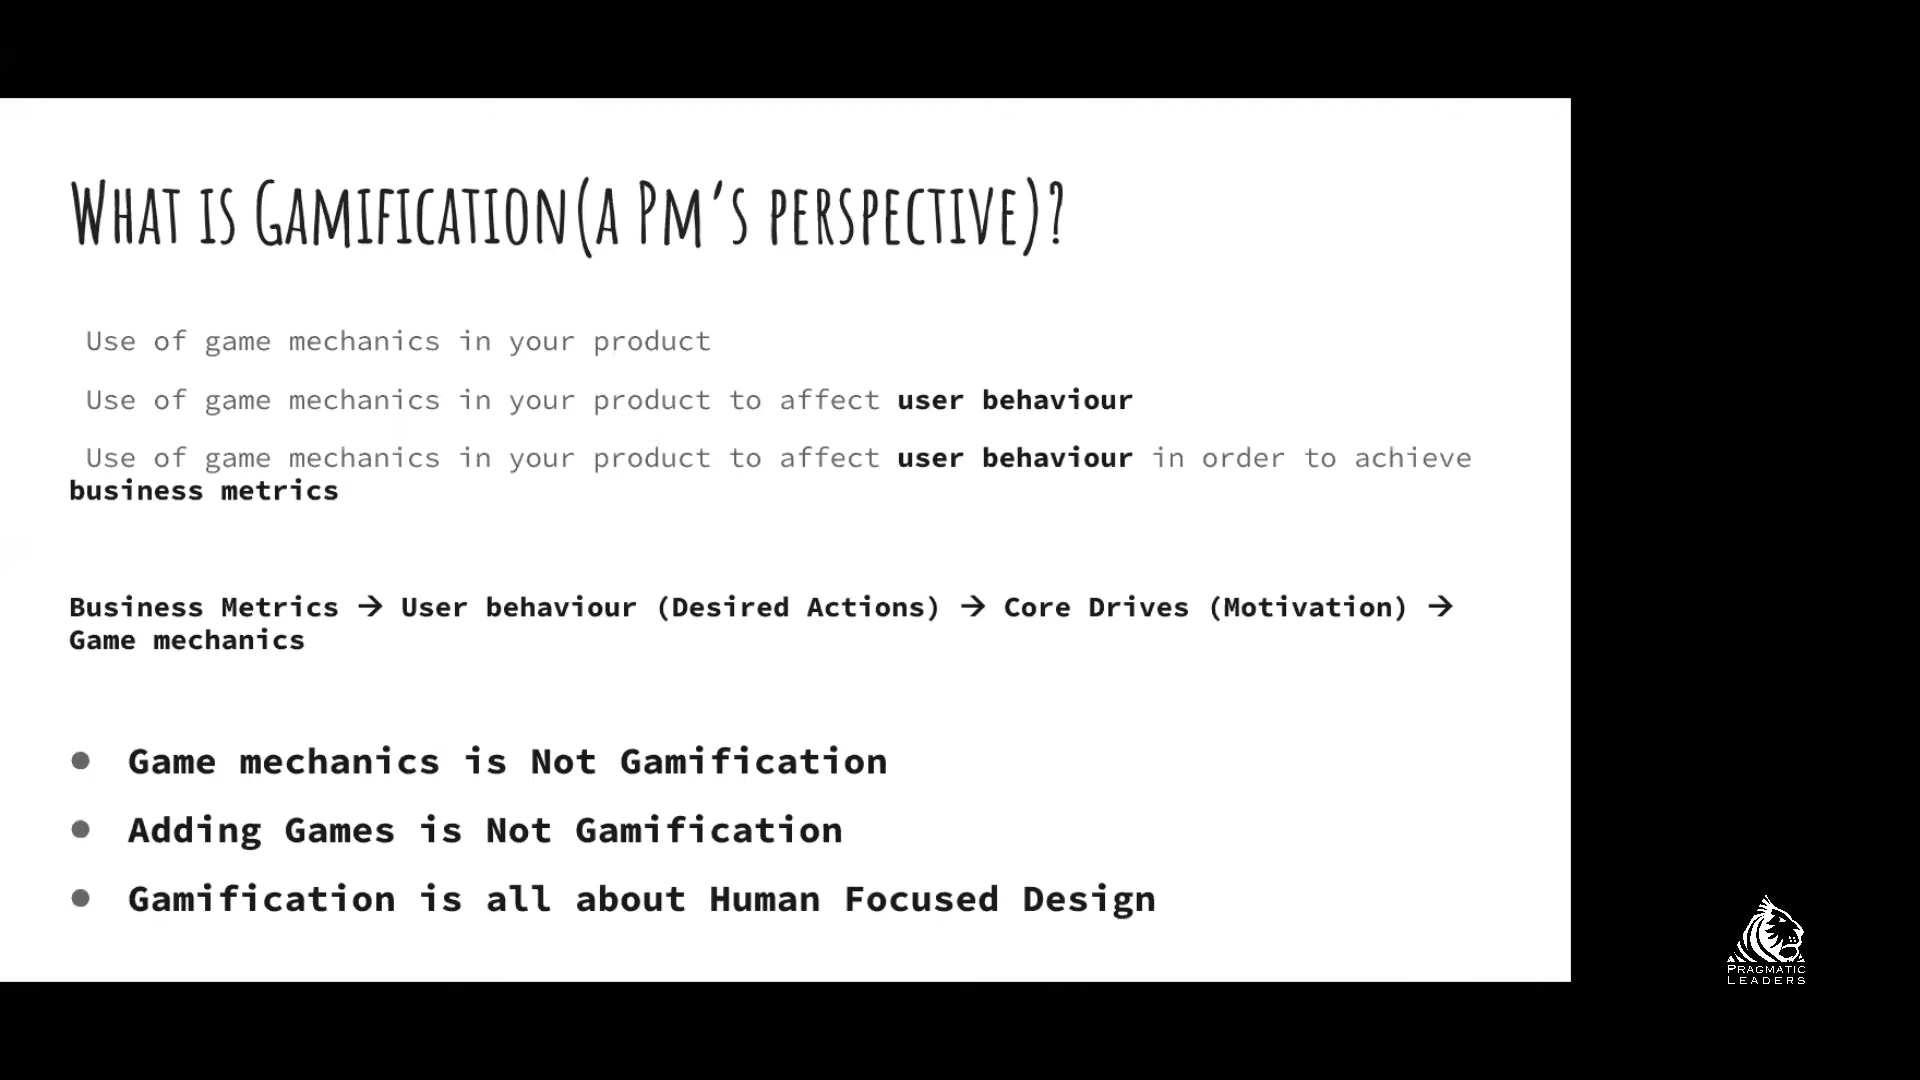 WHAT IS GAMIFICATION(A PM'S PERSPECTIVE)?
Use of game mechanics in your product
Use of game mechanics in your product to affect user behaviour
Use of game mechanics in your product to affect user behaviour in order to achieve
business metrics
Business Metrics → User behaviour (Desired Actions) → Core Drives (Motivation) →
Game mechanics
● Game mechanics is Not Gamification
● Adding Games is Not Gamification
● Gamification is all about Human Focused Design
PRAGMATIC
LEADERS